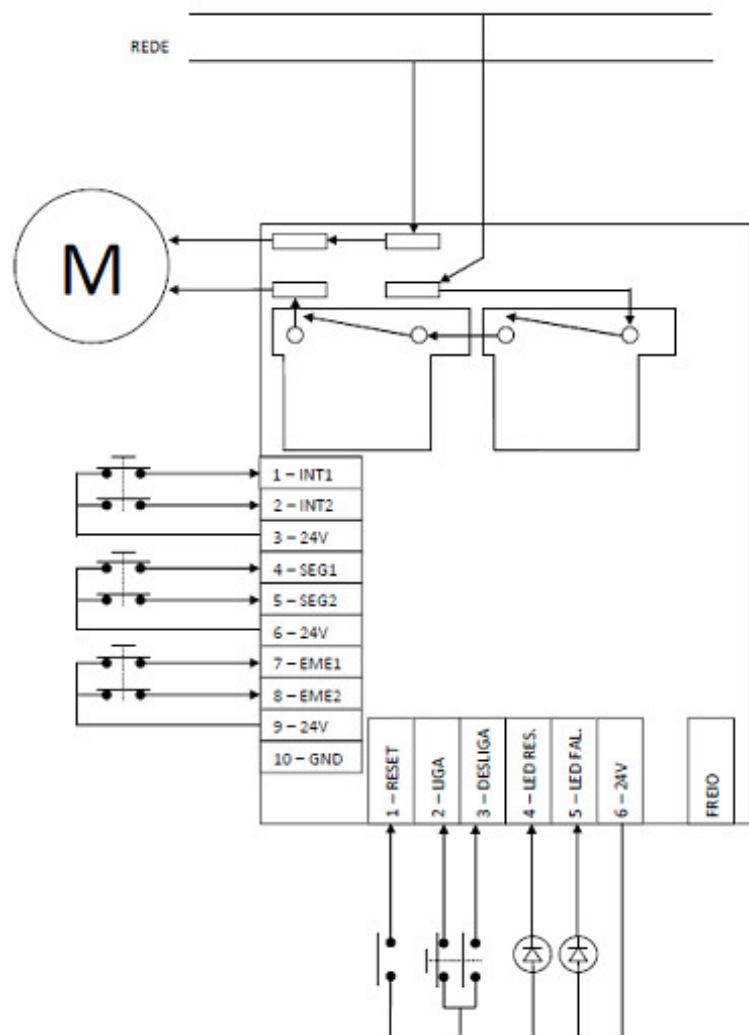 REDE
M
1 – INT1
2 – INT2
3 – 24V
4 – SEG1
5 – SEG2
6 – 24V
7 – EME1
8 – EME2
9 – 24V
10 – GND
1 – RESET
2 – LIGA
3 – DESLIGA
4 – LED RES.
5 – LED FAL.
6 – 24V
FREIO